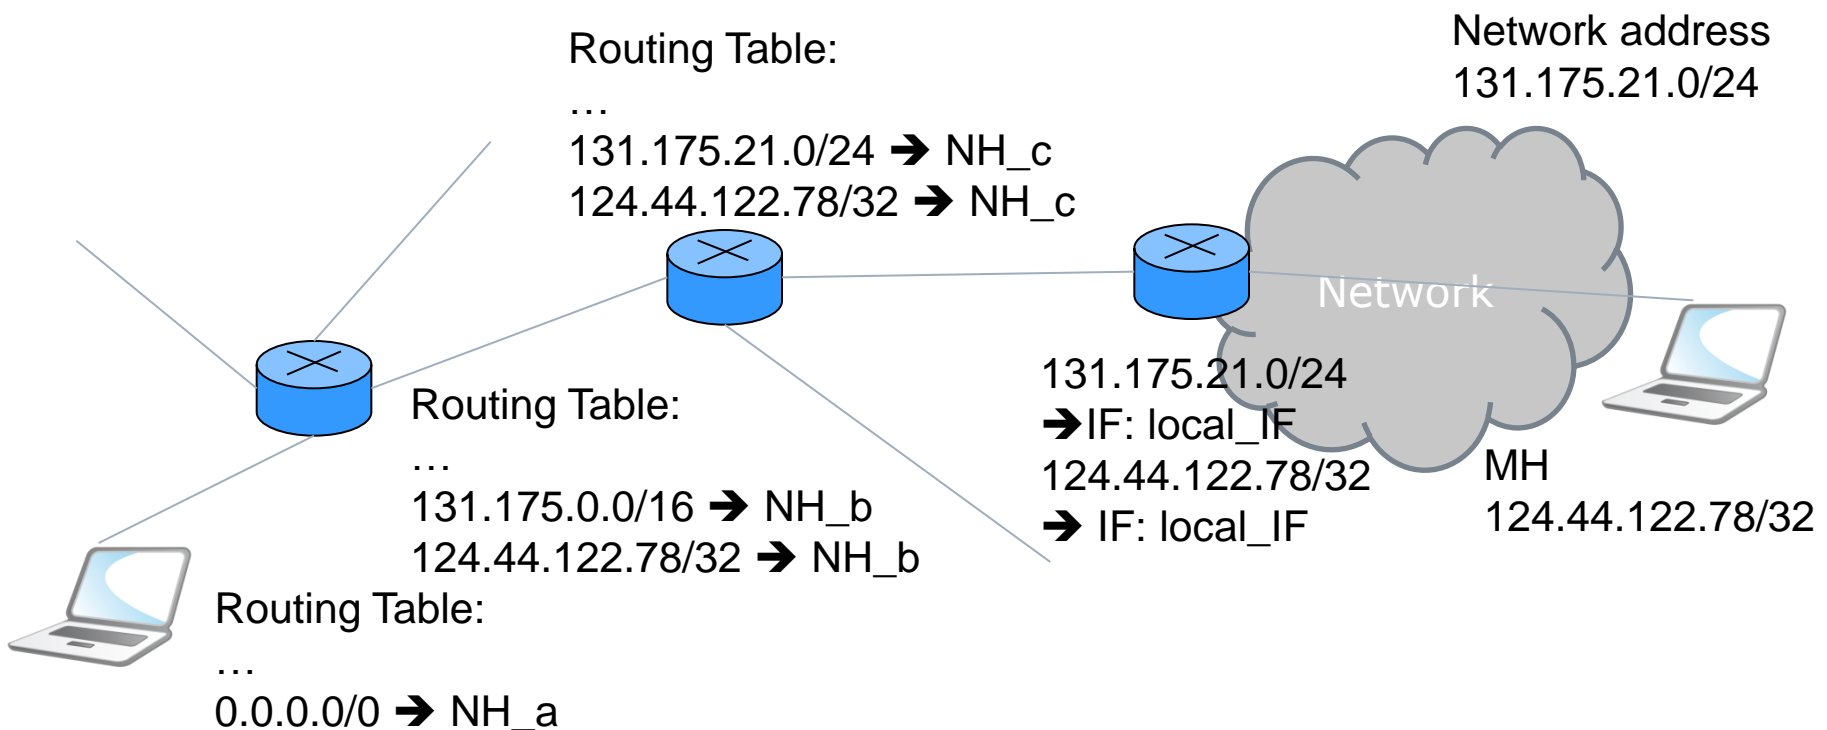 Routing Table:
…
131.175.21.0/24 ➔ NH_c
124.44.122.78/32 ➔ NH_c
Network address
131.175.21.0/24
Network
131.175.21.0/24
➔IF: local_IF
124.44.122.78/32
➔ IF: local_IF
MH
124.44.122.78/32
Routing Table:
…
131.175.0.0/16 ➔ NH_b
124.44.122.78/32 ➔ NH_b
Routing Table:
…
0.0.0.0/0 ➔ NH_a